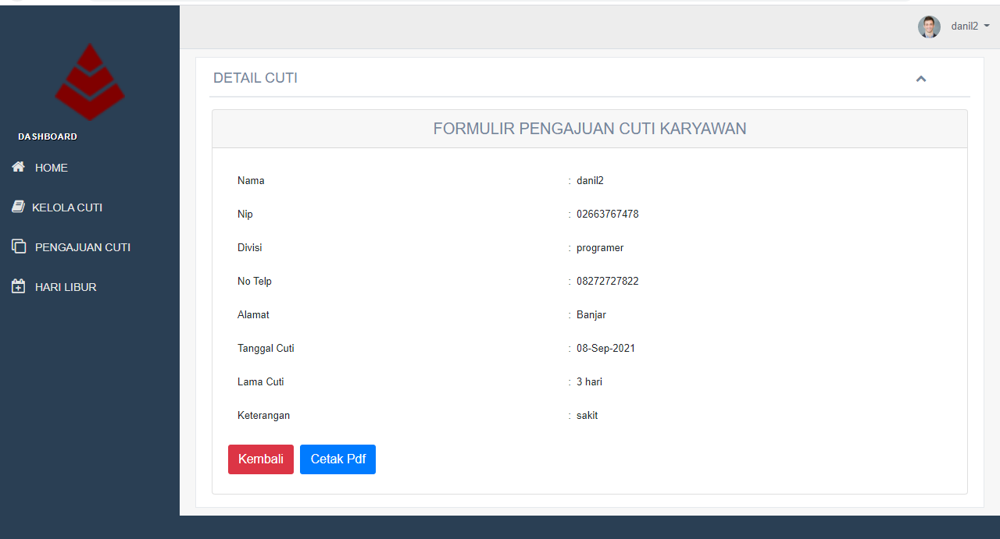 danil2
DASHBOARD
HOME
KELOLA CUTI
PENGAJUAN CUTI
HARI LIBUR
DETAIL CUTI
FORMULIR PENGAJUAN CUTI KARYAWAN
Nama : danil2
Nip : 02663767478
Divisi : programer
No Telp : 08272727822
Alamat : Banjar
Tanggal Cuti : 08-Sep-2021
Lama Cuti : 3 hari
Keterangan : sakit
Kembali Cetak Pdf